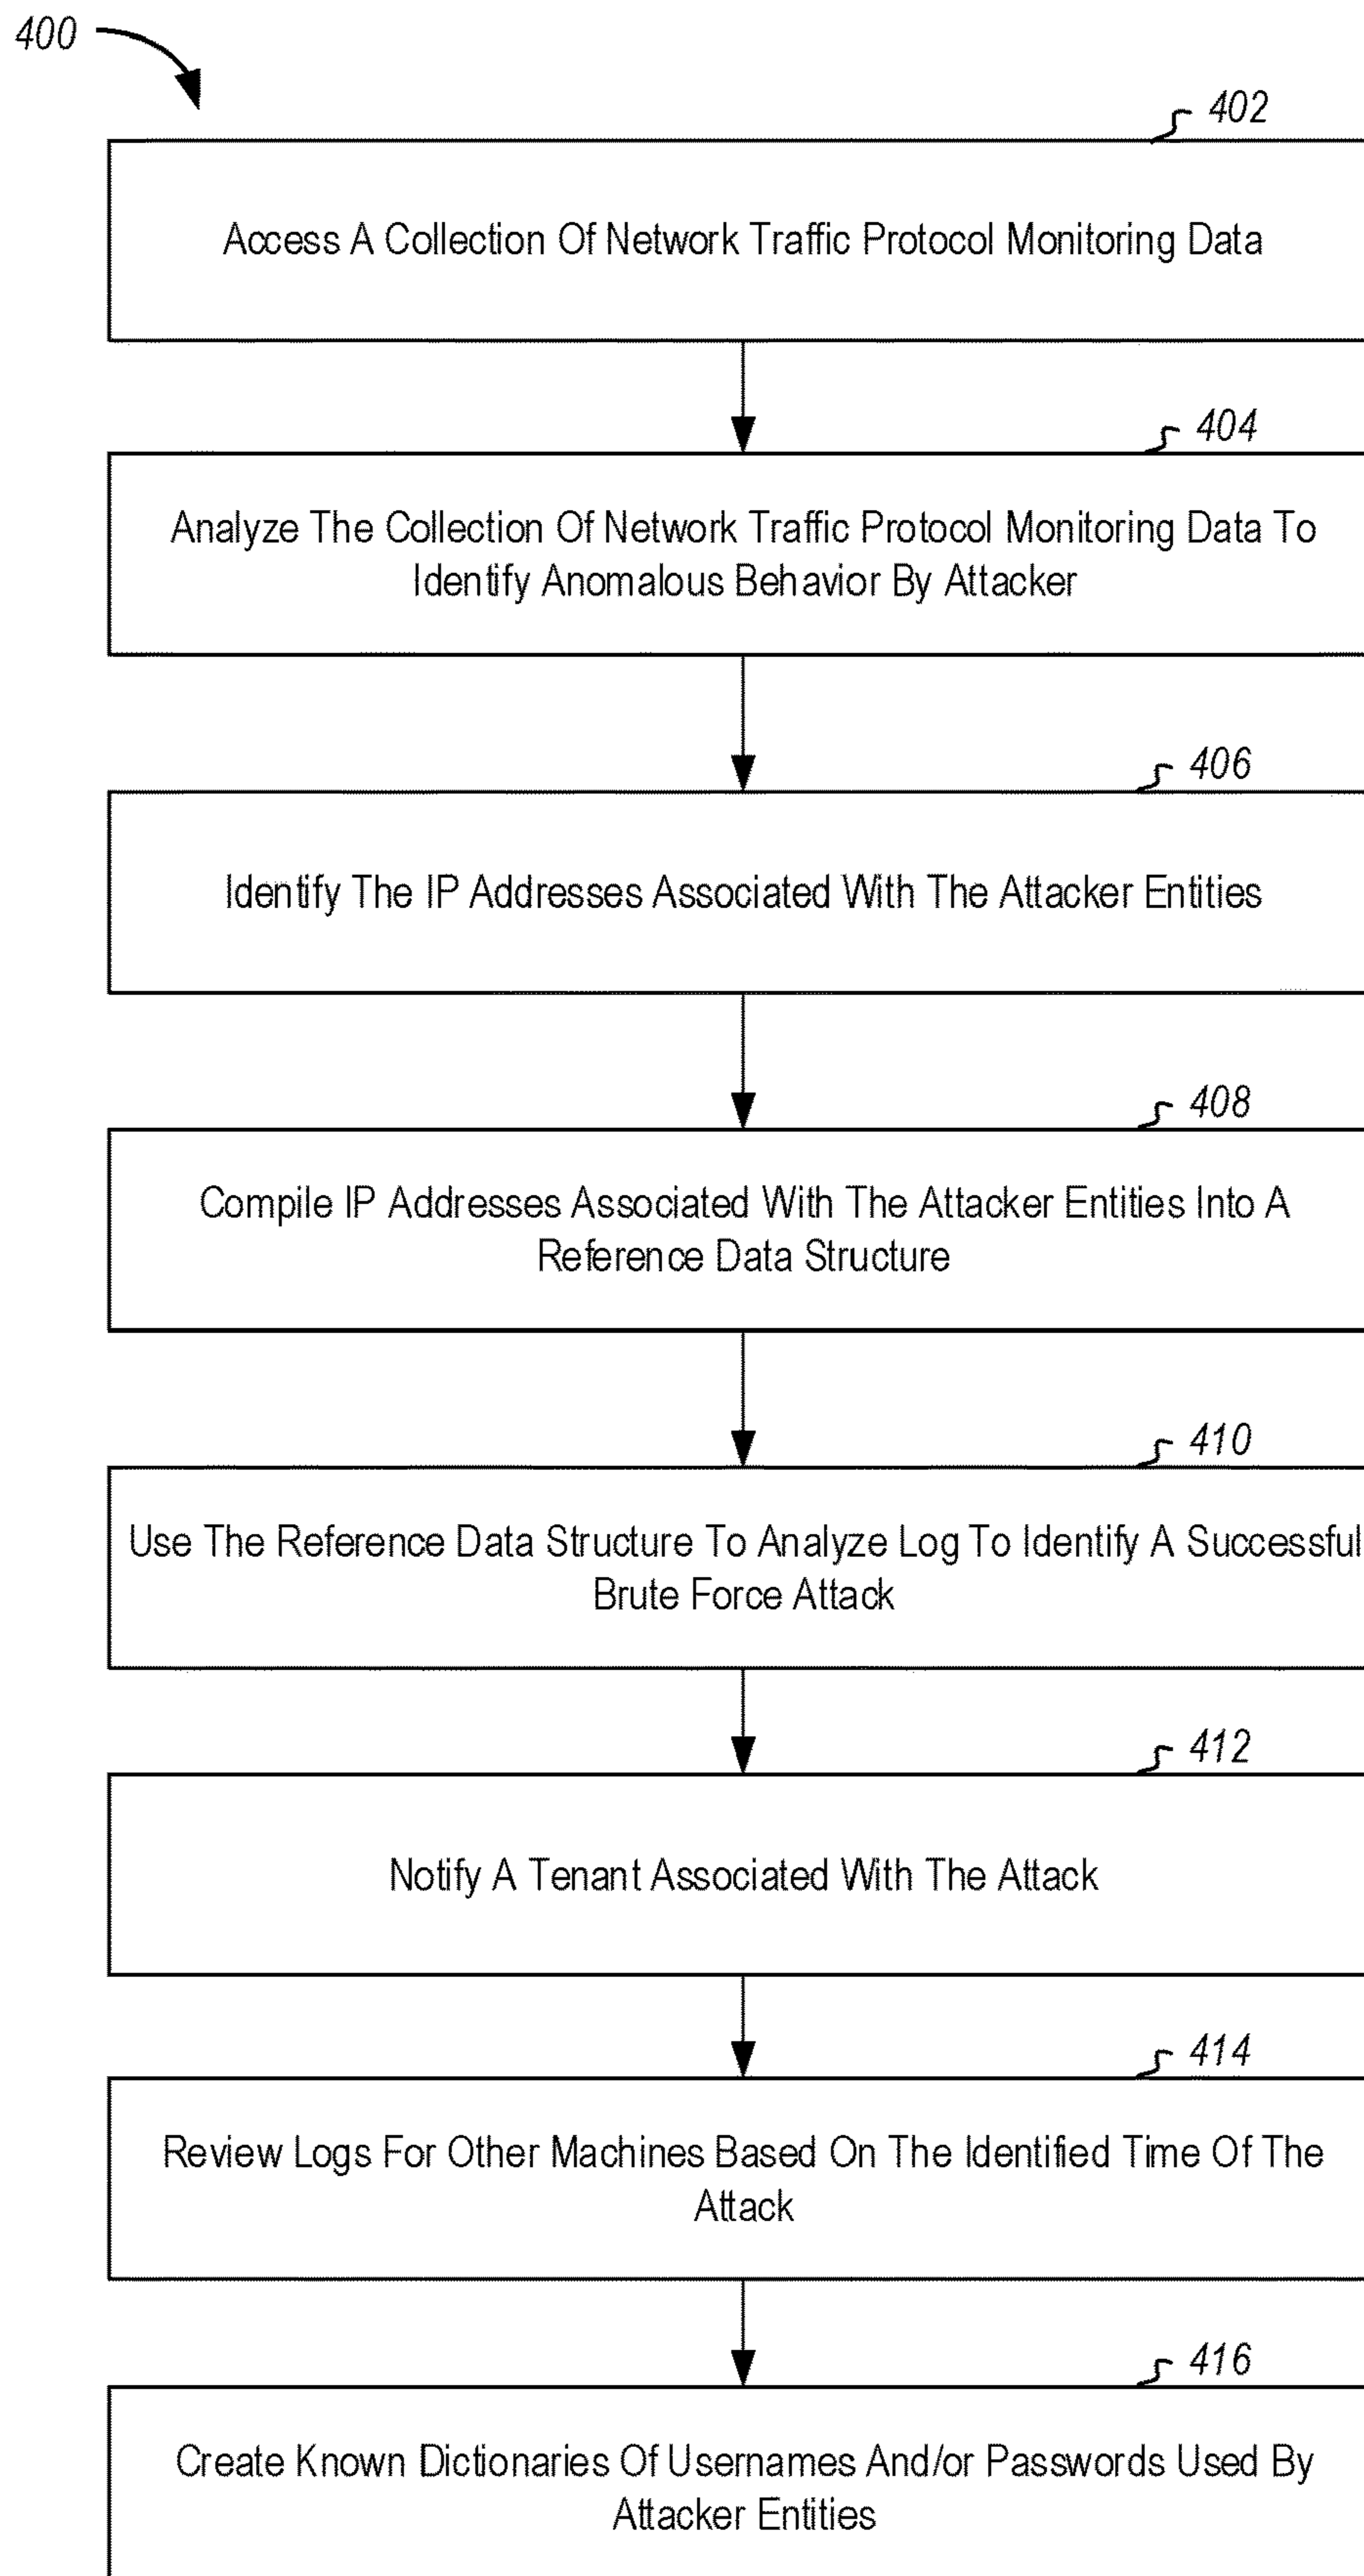 400
402
Access A Collection Of Network Traffic Protocol Monitoring Data
404
Analyze The Collection Of Network Traffic Protocol Monitoring Data To
Identify Anomalous Behavior By Attacker
406
Identify The IP Addresses Associated With The Attacker Entities
408
Compile IP Addresses Associated With The Attacker Entities Into A
Reference Data Structure
410
Use The Reference Data Structure To Analyze Log To Identify A Successful
Brute Force Attack
412
Notify A Tenant Associated With The Attack
414
Review Logs For Other Machines Based On The Identified Time Of The
Attack
416
Create Known Dictionaries Of Usernames And/or Passwords Used By
Attacker Entities